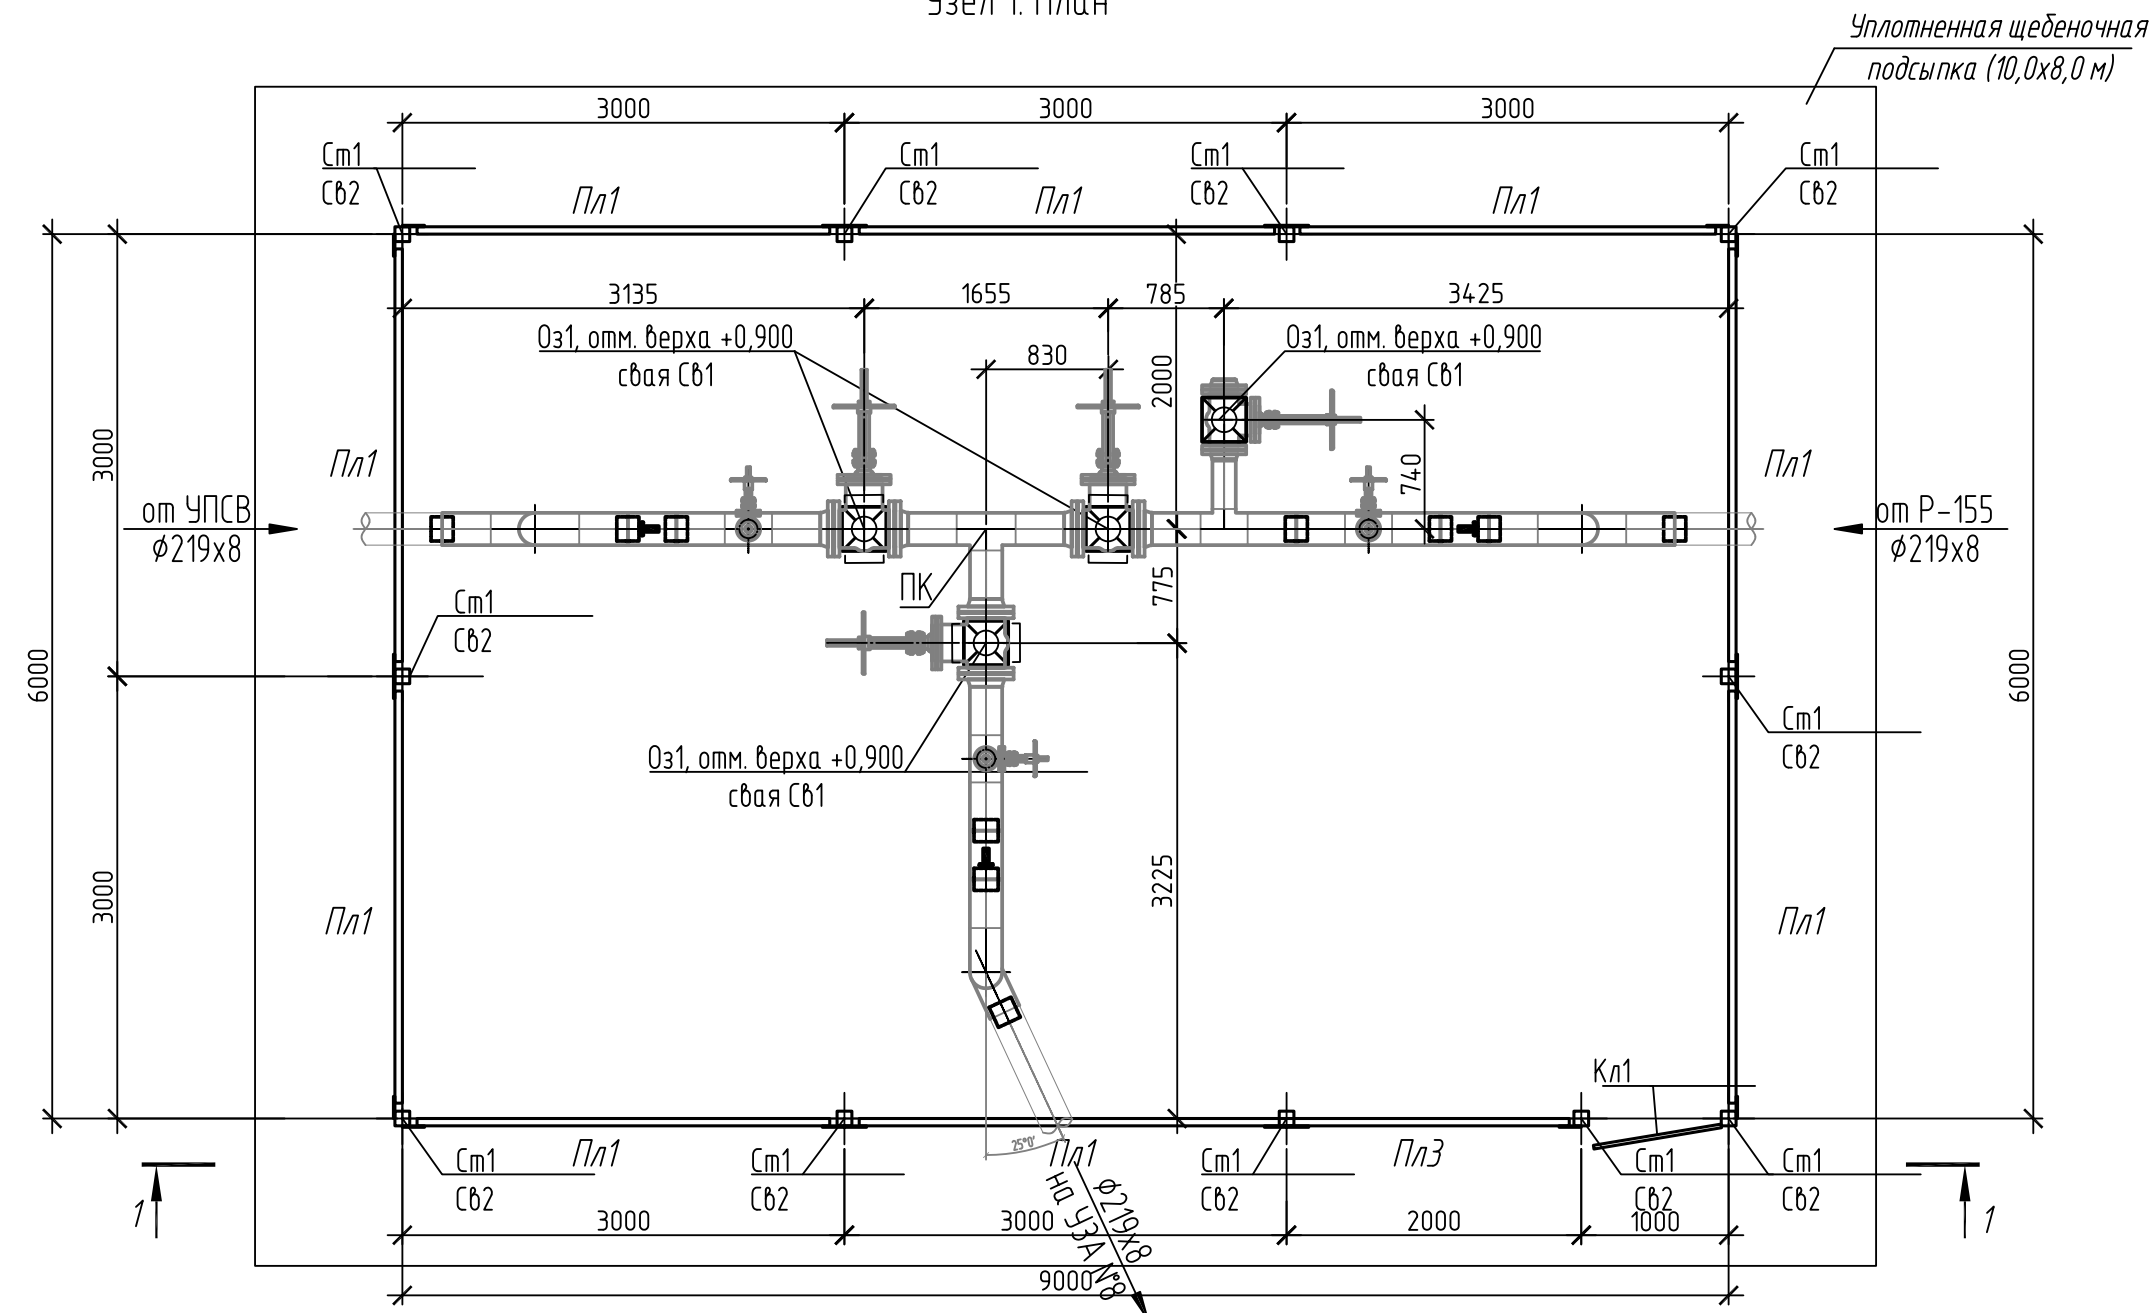 Узел 1. План
Уплотненная щебеночная
подсыпка (10,0х8,0 м)
3000
3000
3000
Ст1
Св2
Ст1
Св2
Ст1
Св2
Ст1
Св2
Пл1
Пл1
Пл1
3135
1655
785
3425
Оз1, отм. верха +0,900
свая Св1
830
2000
Оз1, отм. верха +0,900
свая Св1
740
3000
Пл1
Пл1
от УПСВ
ϕ219х8
от Р-155
ϕ219х8
ПК
775
Ст1
Св2
6000
6000
Ст1
Св2
Оз1, отм. верха +0,900
свая Св1
3225
3000
Пл1
Пл1
Кл1
25°0'
Пл1
Пл1
Пл3
Ст1
Св2
Ст1
Св2
Ст1
Св2
Ст1
Св2
Ст1
Св2
1
1
ϕ219х8
на УЗА №8
3000
3000
2000
1000
9000